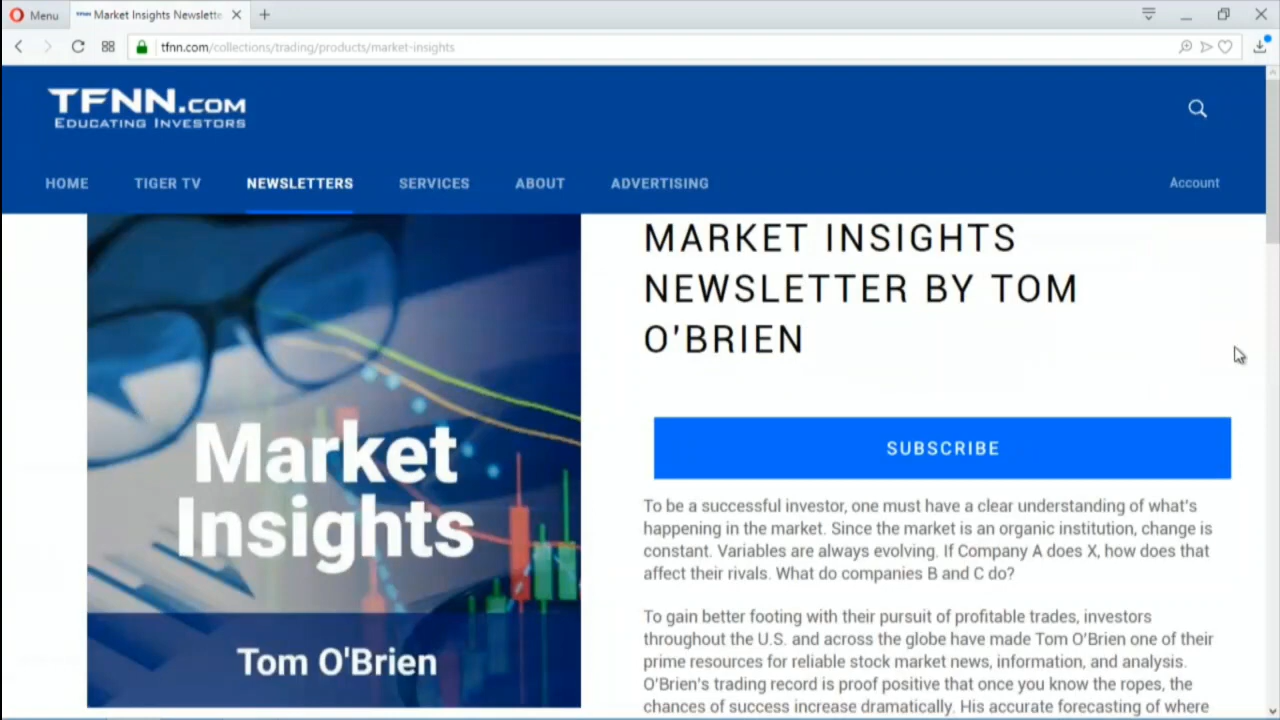 Menu
Market Insights Newslette
tfnn.com/collections/trading/products/market-insights
TFNN.COM
EDUCATING INVESTORS
HOME
TIGER TV
NEWSLETTERS
SERVICES
ABOUT
ADVERTISING
Account
Market
Insights
Tom O'Brien
MARKET INSIGHTS
NEWSLETTER BY TOM
O'BRIEN
SUBSCRIBE
To be a successful investor, one must have a clear understanding of what's
happening in the market. Since the market is an organic institution, change is
constant. Variables are always evolving. If Company A does X, how does that
affect their rivals. What do companies B and C do?
To gain better footing with their pursuit of profitable trades, investors
throughout the U.S. and across the globe have made Tom O'Brien one of their
prime resources for reliable stock market news, information, and analysis.
O'Brien's trading record is proof positive that once you know the ropes, the
chances of success increase dramatically. His accurate forecasting of where